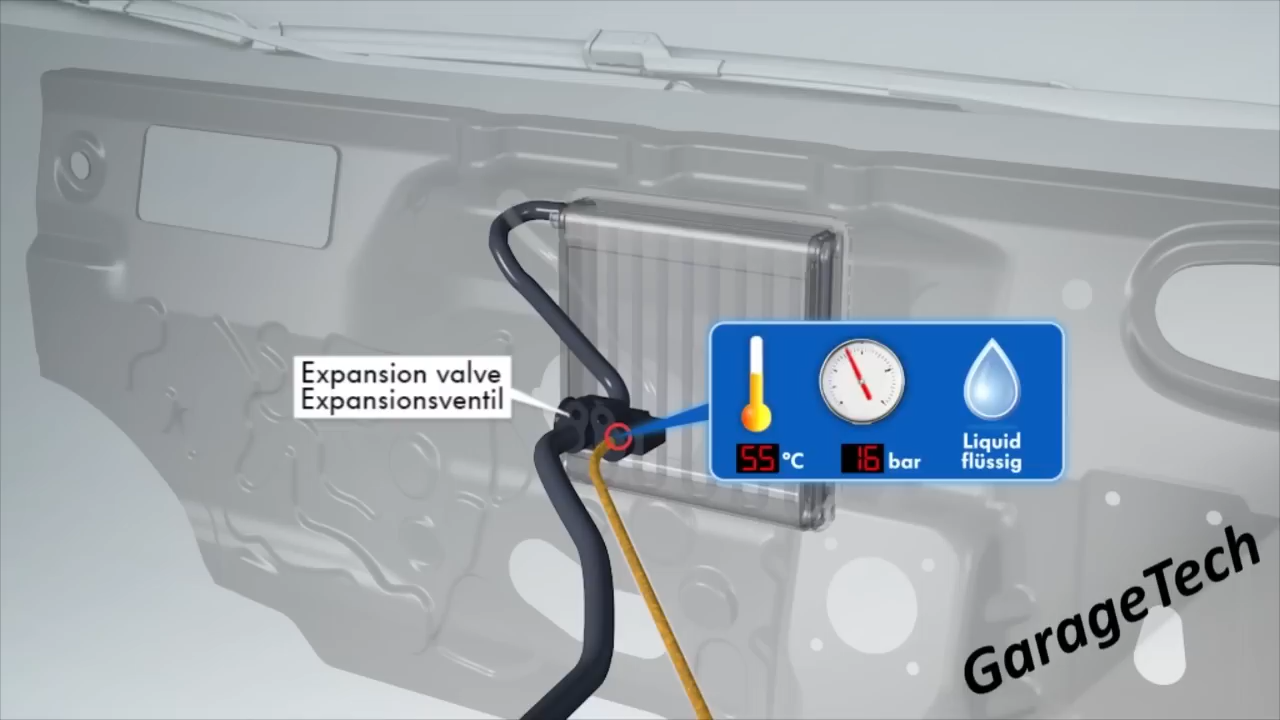 Expansion valve
Expansionsventil
55 °C
16 bar
Liquid
flüssig
GarageTech